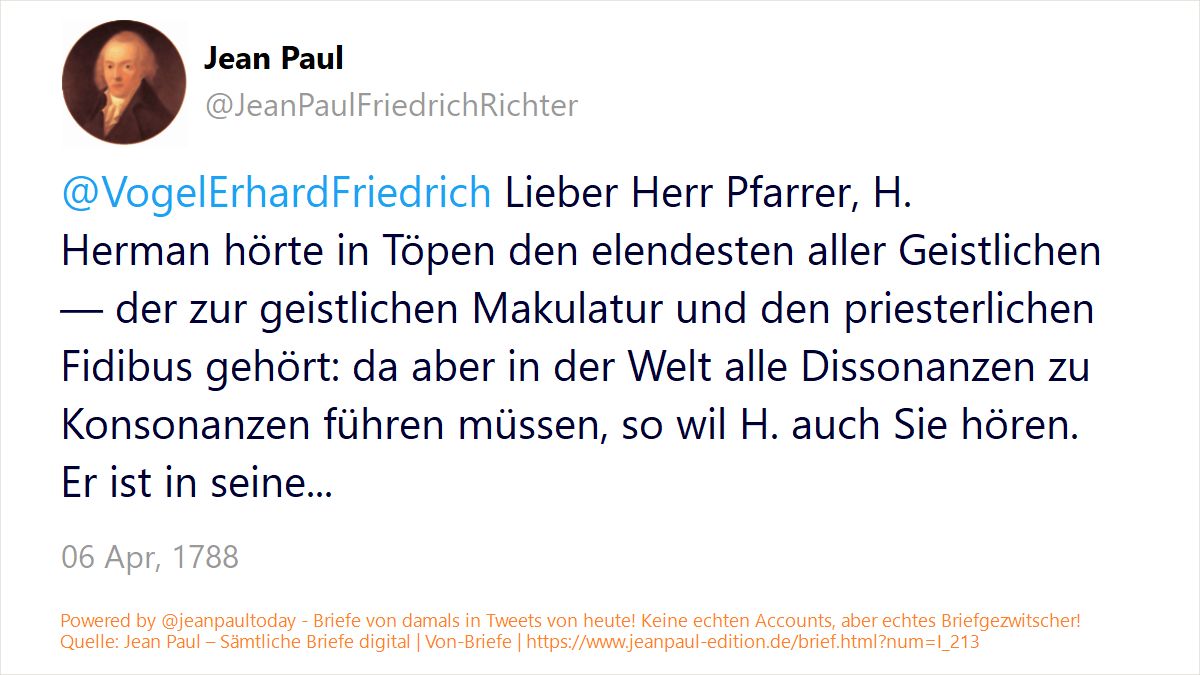 Jean Paul
@JeanPaulFriedrichRichter
@VogelErhardFriedrich Lieber Herr Pfarrer, H.
Herman hörte in Töpen den elendesten aller Geistlichen
— der zur geistlichen Makulatur und den priesterlichen
Fidibus gehört: da aber in der Welt alle Dissonanzen zu
Konsonanzen führen müssen, so wil H. auch Sie hören.
Er ist in seine...
06 Apr, 1788
Powered by @jeanpaultoday - Briefe von damals in Tweets von heute! Keine echten Accounts, aber echtes Briefgezwitscher!
Quelle: Jean Paul – Sämtliche Briefe digital | Von-Briefe | https://www.jeanpaul-edition.de/brief.html?num=I_213